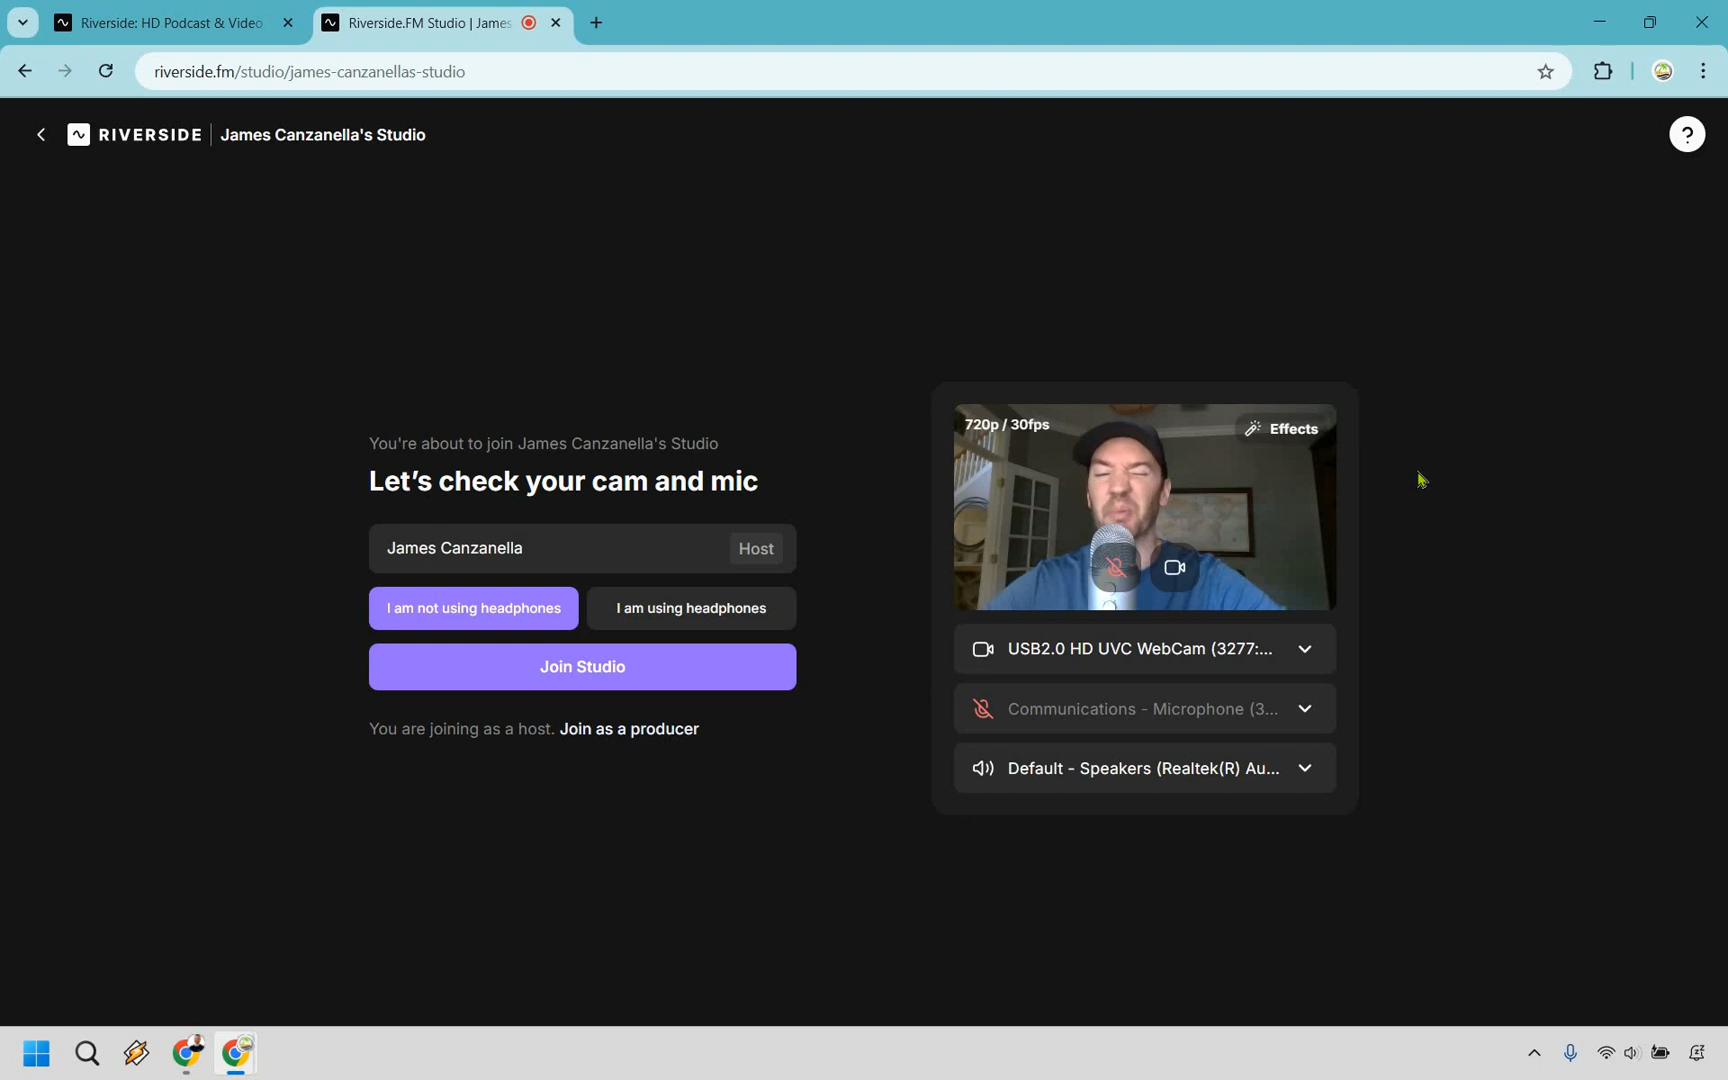 Riverside: HD Podcast & Video
Riverside.FM Studio | James
riverside.fm/studio/james-canzanellas-studio
RIVERSIDE
James Canzanella's Studio
?
You're about to join James Canzanella's Studio
Let’s check your cam and mic
James Canzanella
Host
I am not using headphones
I am using headphones
Join Studio
You are joining as a host. Join as a producer
720p / 30fps
Effects
USB2.0 HD UVC WebCam (3277:...
Communications - Microphone (3...
Default - Speakers (Realtek(R) Au...